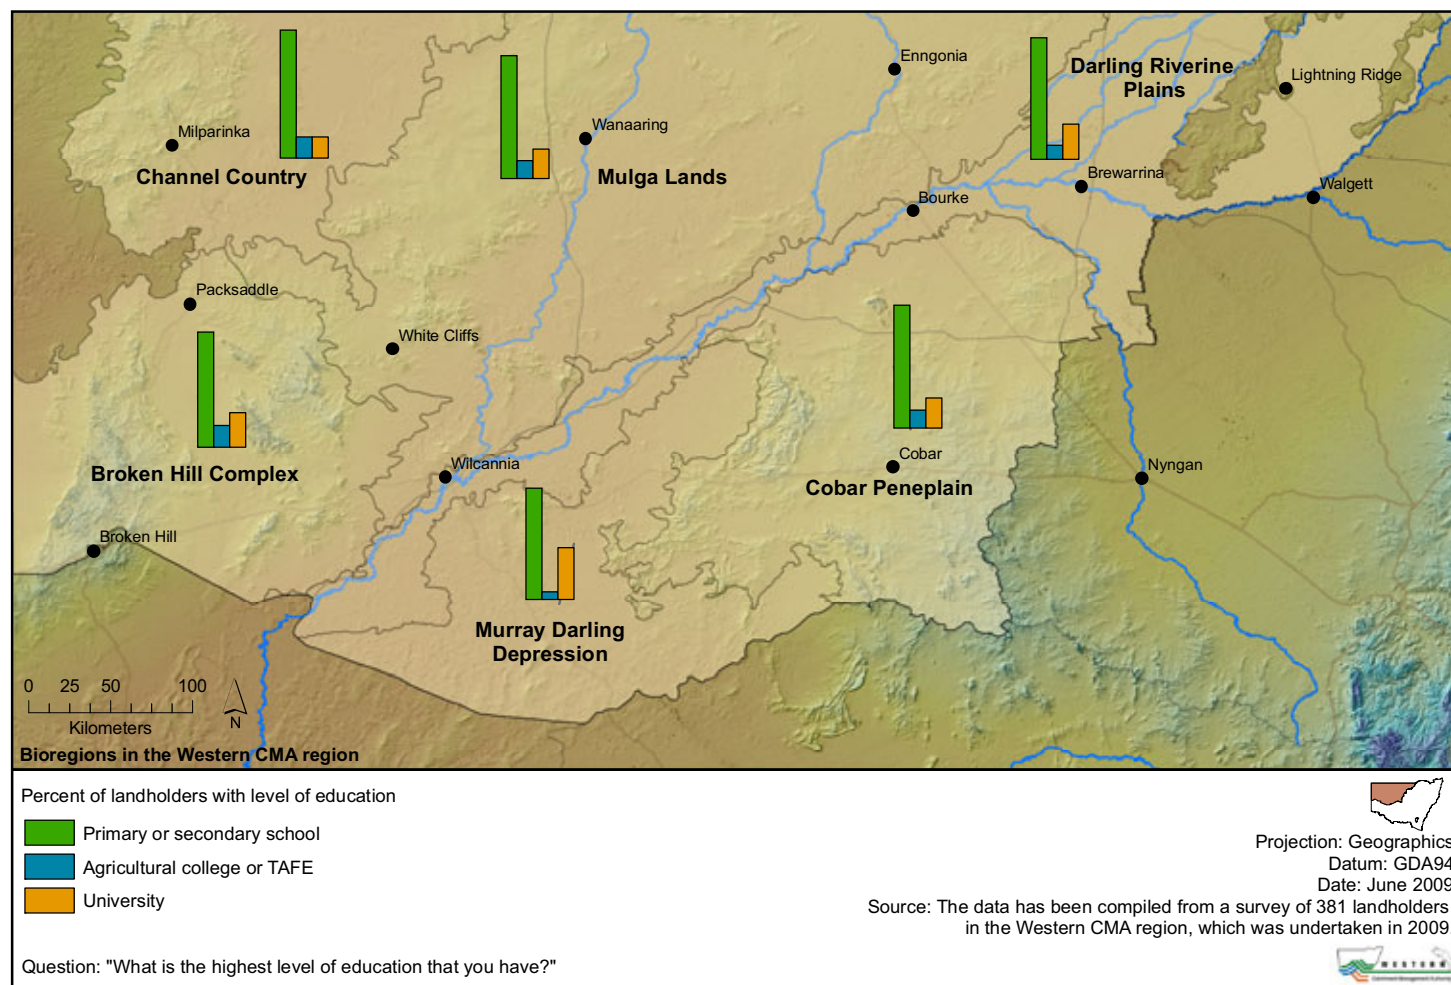 Enngonia
Darling Riverine
Plains
Lightning Ridge
Milparinka
Wanaaring
Channel Country
Mulga Lands
Brewarrina
Walgett
Bourke
Packsaddle
White Cliffs
Broken Hill Complex
Wilcannia
Cobar
Cobar Peneplain
Nyngan
Broken Hill
Murray Darling
Depression
0 25 50 100
Kilometers
N
Bioregions in the Western CMA region
Percent of landholders with level of education
Primary or secondary school
Agricultural college or TAFE
University
Question: "What is the highest level of education that you have?"
Projection: Geographics
Datum: GDA94
Date: June 2009
Source: The data has been compiled from a survey of 381 landholders
in the Western CMA region, which was undertaken in 2009
WESTERN